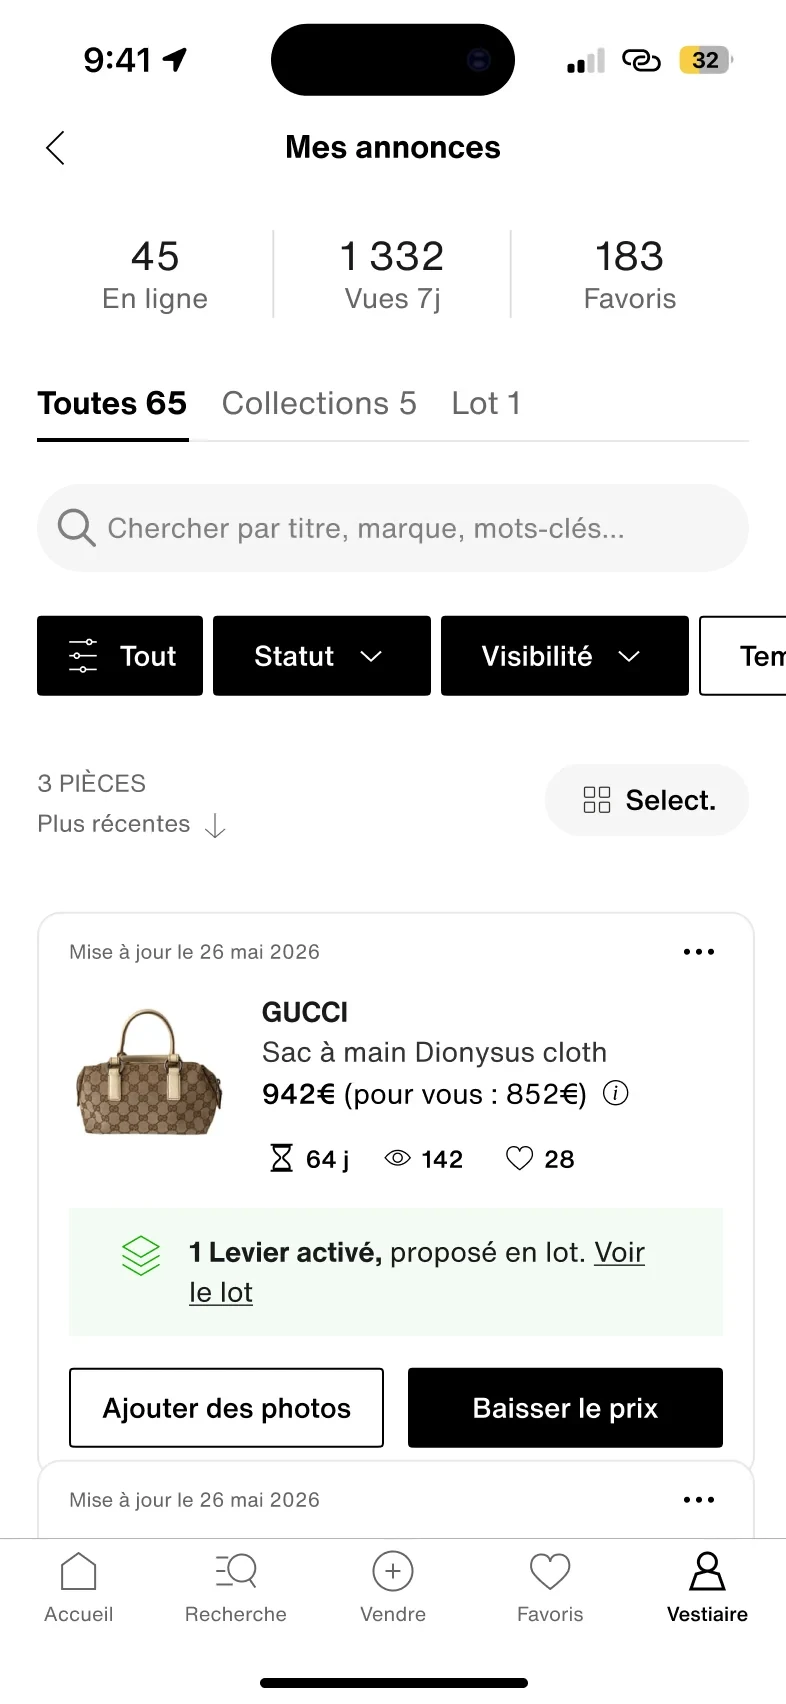 9:41
32
Mes annonces
45
En ligne
1 332
Vues 7j
183
Favoris
Toutes 65
Collections 5
Lot 1
Chercher par titre, marque, mots-clés...
Tout
Statut
Visibilité
Tem
3 PIÈCES
Plus récentes
Select.
Mise à jour le 26 mai 2026
GUCCI
Sac à main Dionysus cloth
942€ (pour vous : 852€)
64 j
142
28
1 Levier activé, proposé en lot. Voir
le lot
Ajouter des photos
Baisser le prix
Mise à jour le 26 mai 2026
Accueil
Recherche
Vendre
Favoris
Vestiaire